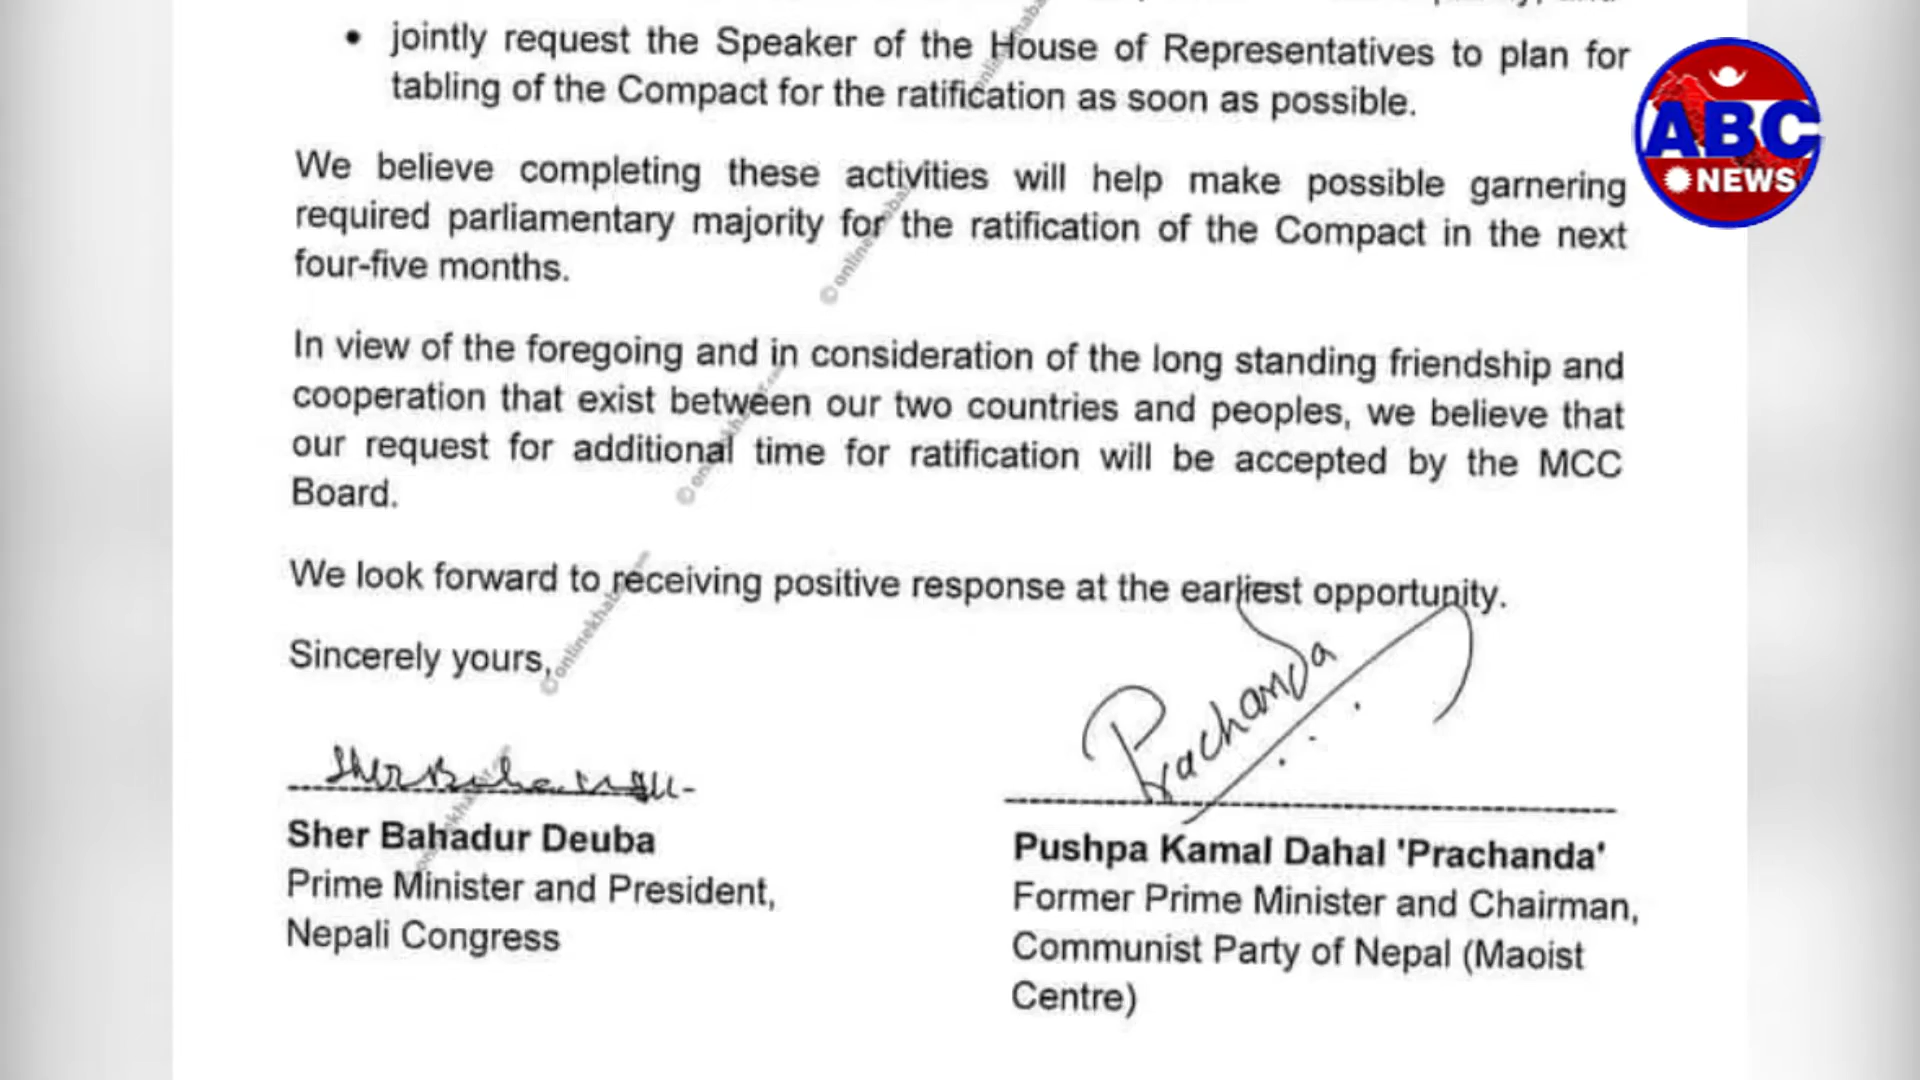 jointly request the Speaker of the House of Representatives to plan for
tabling of the Compact for the ratification as soon as possible.
We believe completing these activities will help make possible garnering
required parliamentary majority for the ratification of the Compact in the next
four-five months.
In view of the foregoing and in consideration of the long standing friendship and
cooperation that exist between our two countries and peoples, we believe that
our request for additional time for ratification will be accepted by the MCC
Board.
We look forward to receiving positive response at the earliest opportunity.
Sincerely yours,
Prachanda
Sher Bahadur Deuba
Prime Minister and President,
Nepali Congress
Pushpa Kamal Dahal 'Prachanda'
Former Prime Minister and Chairman,
Communist Party of Nepal (Maoist
Centre)
ABC
NEWS